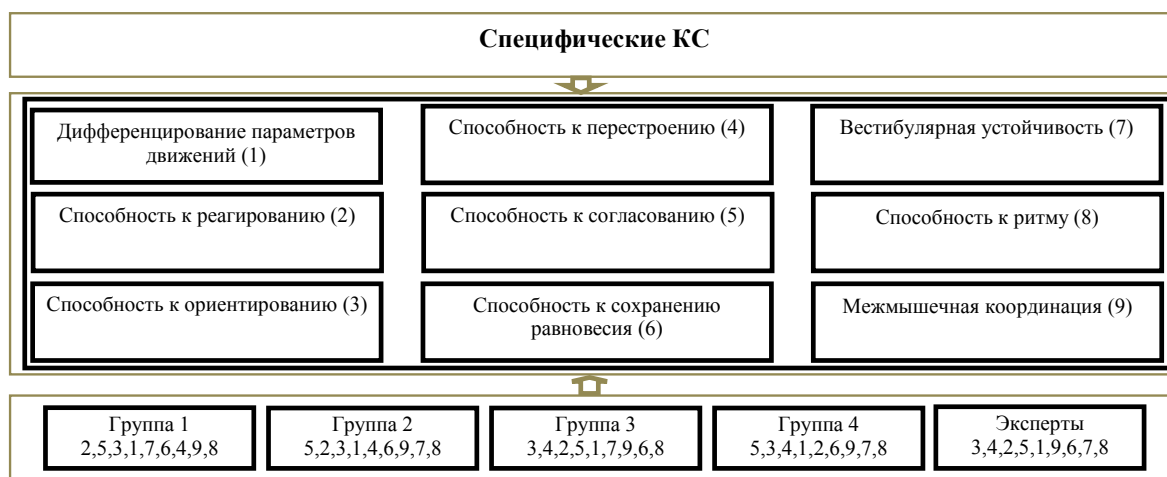 Специфические КС
Дифференцирование параметров
движений (1)
Способность к перестроению (4)
Вестибулярная устойчивость (7)
Способность к реагированию (2)
Способность к согласованию (5)
Способность к ритму (8)
Способность к ориентированию (3)
Способность к сохранению
равновесия (6)
Межмышечная координация (9)
Группа 1
2,5,3,1,7,6,4,9,8
Группа 2
5,2,3,1,4,6,9,7,8
Группа 3
3,4,2,5,1,7,9,6,8
Группа 4
5,3,4,1,2,6,9,7,8
Эксперты
3,4,2,5,1,9,6,7,8